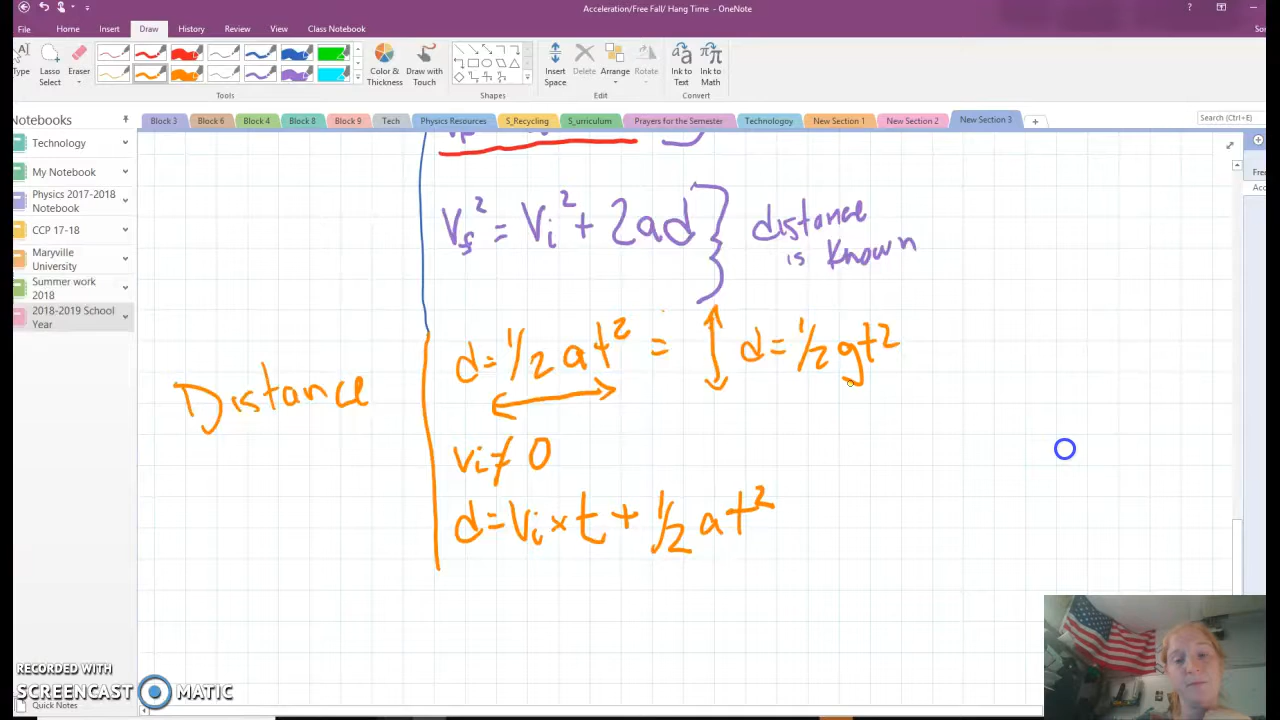 Acceleration/Free Fall/ Hang Time - OneNote
File Home Insert Draw History Review View Class Notebook
Type
Lasso Select
Eraser
Color & Thickness
Draw with Touch
Insert Space
Delete
Arrange
Rotate
Ink to Text
Ink to Math
Tools
Shapes
Edit
Convert
Notebooks
Block 3 Block 6 Block 4 Block 8 Block 9 Tech Physics Resources S_Recycling S_urriculum Prayers for the Semester Technologoy New Section 1 New Section 2 New Section 3
Search (Ctrl+E)
Technology
My Notebook
Physics 2017-2018
Notebook
CCP 17-18
Maryville
University
Summer work
2018
2018-2019 School
Year
Vf² = Vi² + 2ad } distance
is known
d = 1/2 at² = ↕ d = 1/2 gt2
Distance
vi ≠ 0
d = Vi × t + 1/2 at²
RECORDED WITH
SCREENCAST MATIC
Quick Notes